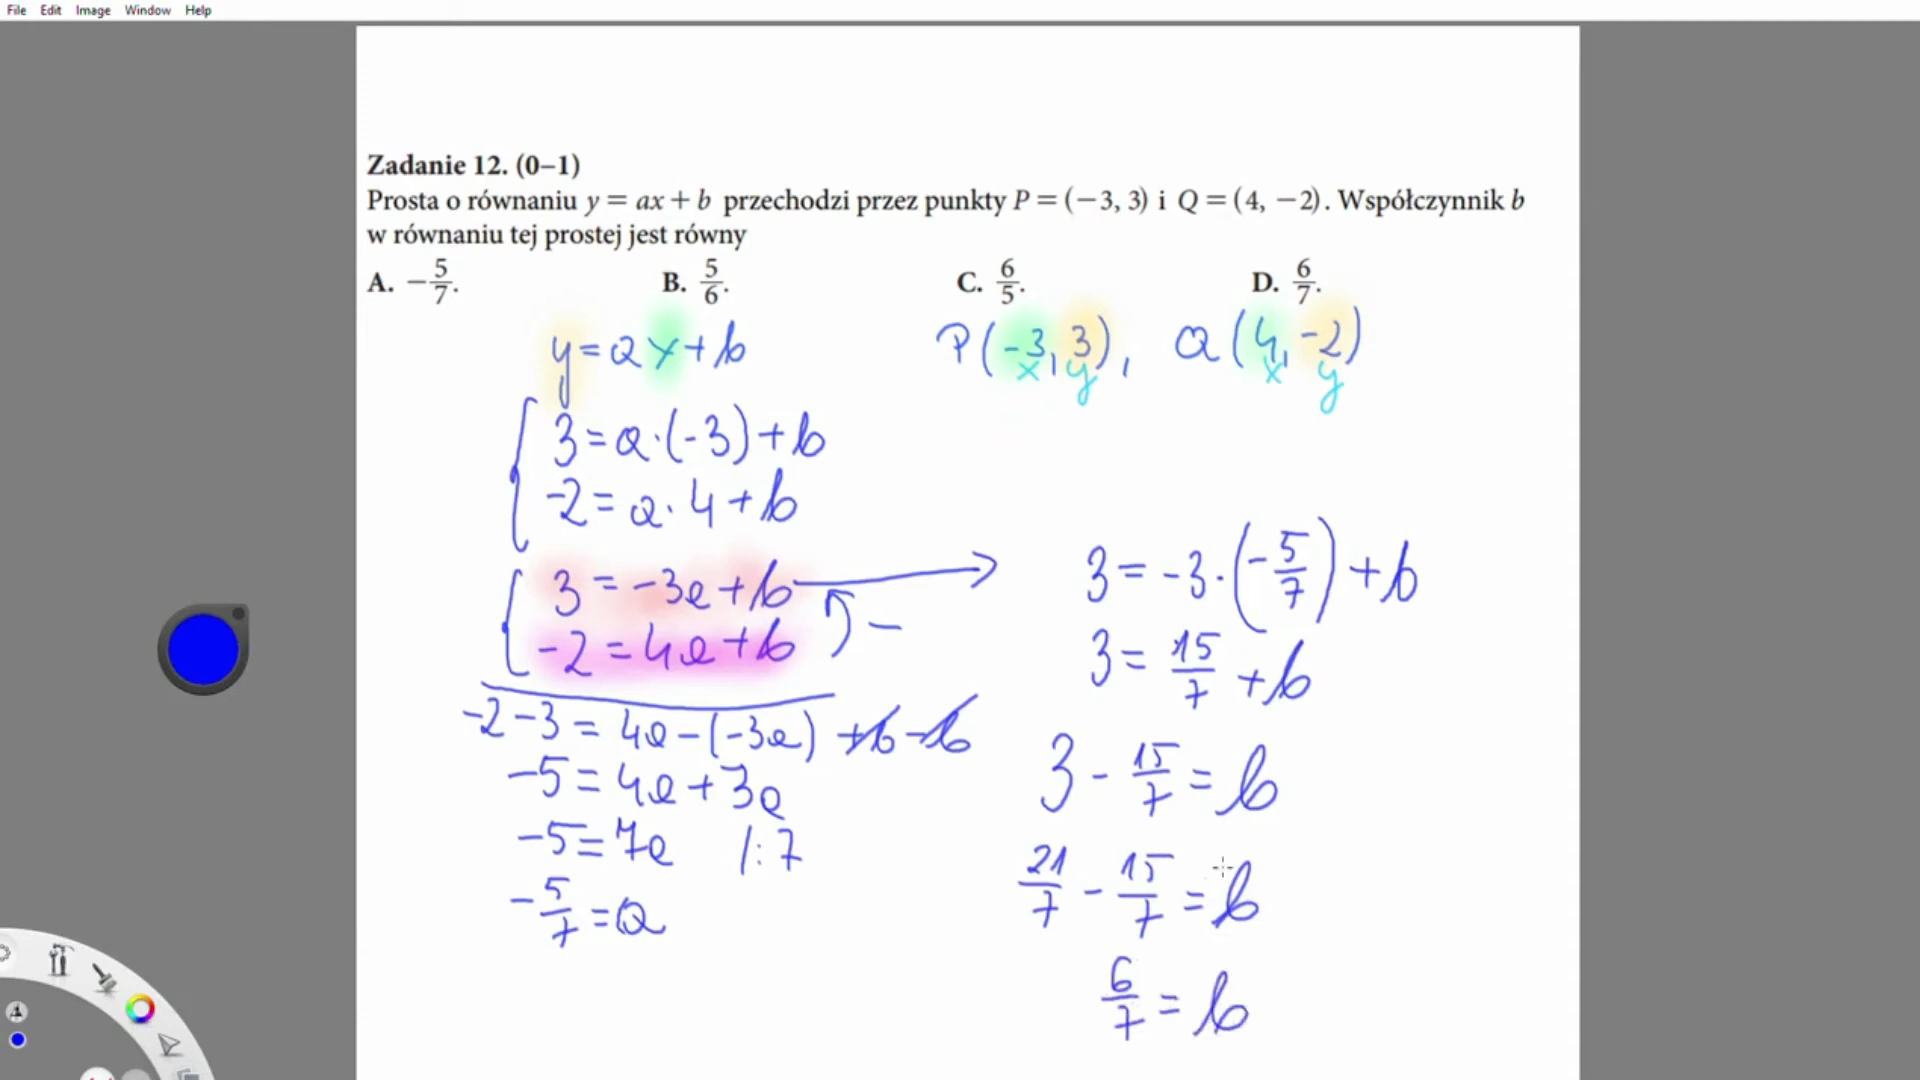 File Edit Image Window Help
Zadanie 12. (0–1)
Prosta o równaniu y = ax + b przechodzi przez punkty P = (−3, 3) i Q = (4, −2). Współczynnik b
w równaniu tej prostej jest równy
A. −5/7. B. 5/6. C. 6/5. D. 6/7.
y = ax + b P(-3, 3), Q(4, -2)
x y x y
3 = a·(-3) + b
-2 = a·4 + b
3 = -3a + b
-2 = 4a + b −
-2 - 3 = 4a - (-3a) + b - b
-5 = 4a + 3a
-5 = 7a /:7
-5/7 = a
3 = -3·(-5/7) + b
3 = 15/7 + b
3 - 15/7 = b
21/7 - 15/7 = b
6/7 = b